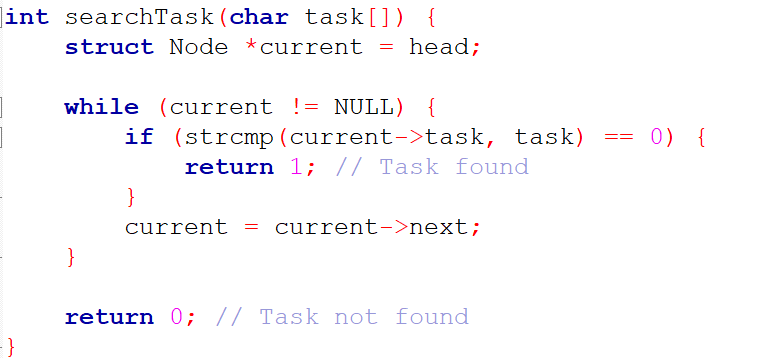 int searchTask(char task[]) {
    struct Node *current = head;

    while (current != NULL) {
        if (strcmp(current->task, task) == 0) {
            return 1; // Task found
        }
        current = current->next;
    }

    return 0; // Task not found
}